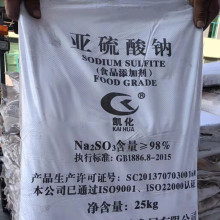 亚硫酸钠
SODIUM SULFITE
(食品添加剂)
FOOD GRADE
凯化
KAI HUA
Na₂SO₃含量≥98%
执行标准: GB1886.8-2015
产品生产许可证号:
本公司已通过ISO9001、ISO22000认证
净含量: 25kg